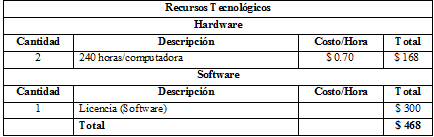 Recursos Tecnológicos
Hardware
Cantidad Descripción Costo/Hora Total
2 240 horas/computadora $ 0.70 $ 168
Software
Cantidad Descripción Costo/Hora Total
1 Licencia (Software) $ 300
Total $ 468